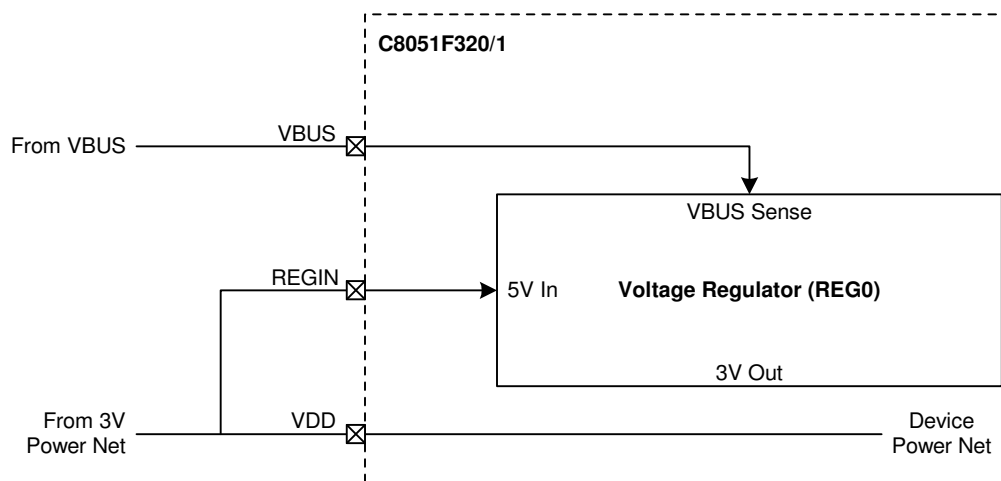 C8051F320/1
VBUS
From VBUS
VBUS Sense
REGIN
5V In
Voltage Regulator (REG0)
3V Out
From 3V
Power Net
VDD
Device
Power Net